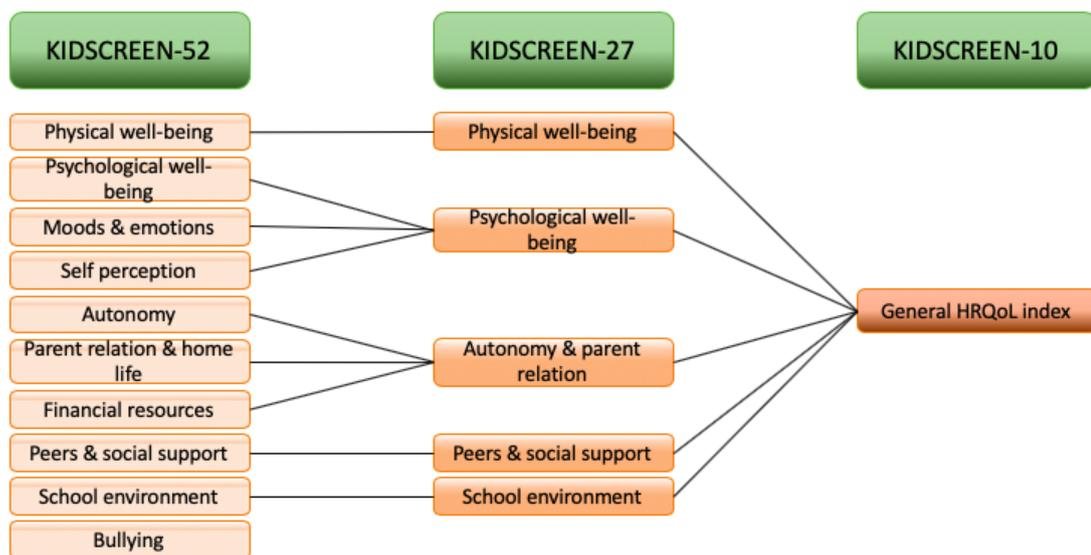 KIDSCREEN-52
KIDSCREEN-27
KIDSCREEN-10
Physical well-being
Psychological well-
being
Moods & emotions
Self perception
Autonomy
Parent relation & home
life
Financial resources
Peers & social support
School environment
Bullying
Physical well-being
Psychological well-
being
Autonomy & parent
relation
Peers & social support
School environment
General HRQoL index